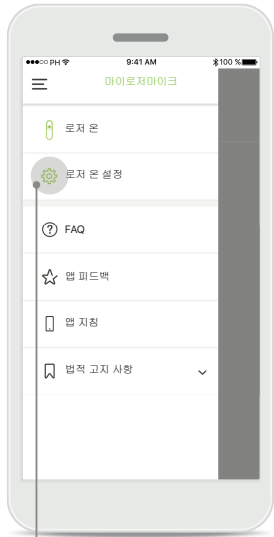 PH 9:41 AM 100 %
마이로저마이크
로저 온
로저 온 설정
FAQ
앱 피드백
앱 지침
법적 고지 사항